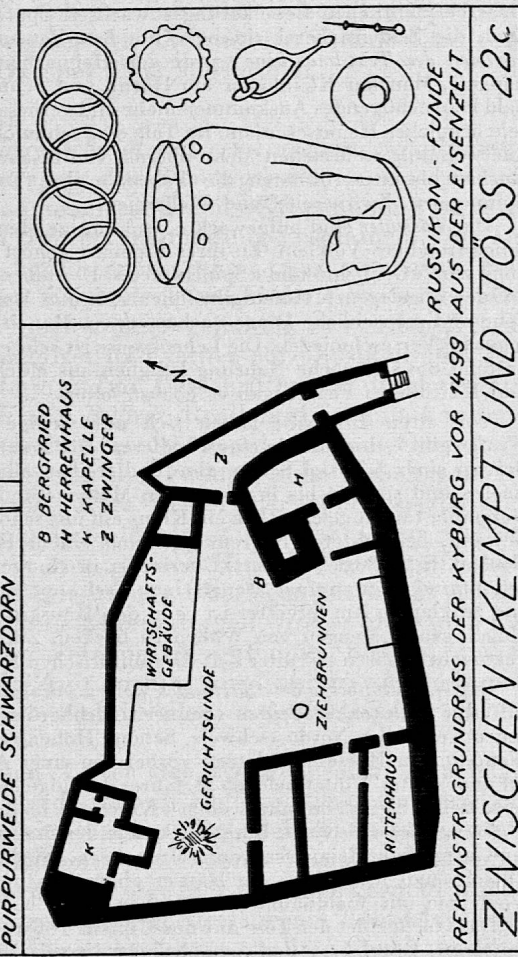 PURPURWEIDE SCHWARZDORN
B BERGFRIED
H HERRENHAUS
K KAPELLE
Z ZWINGER
N
K
WIRTSCHAFTS-
GEBÄUDE
Z
GERICHTSLINDE
B
H
ZIEHBRUNNEN
RITTERHAUS
REKONSTR. GRUNDRISS DER KYBURG VOR 1499
RUSSIKON: FUNDE
AUS DER EISENZEIT
ZWISCHEN KEMPT UND TÖSS